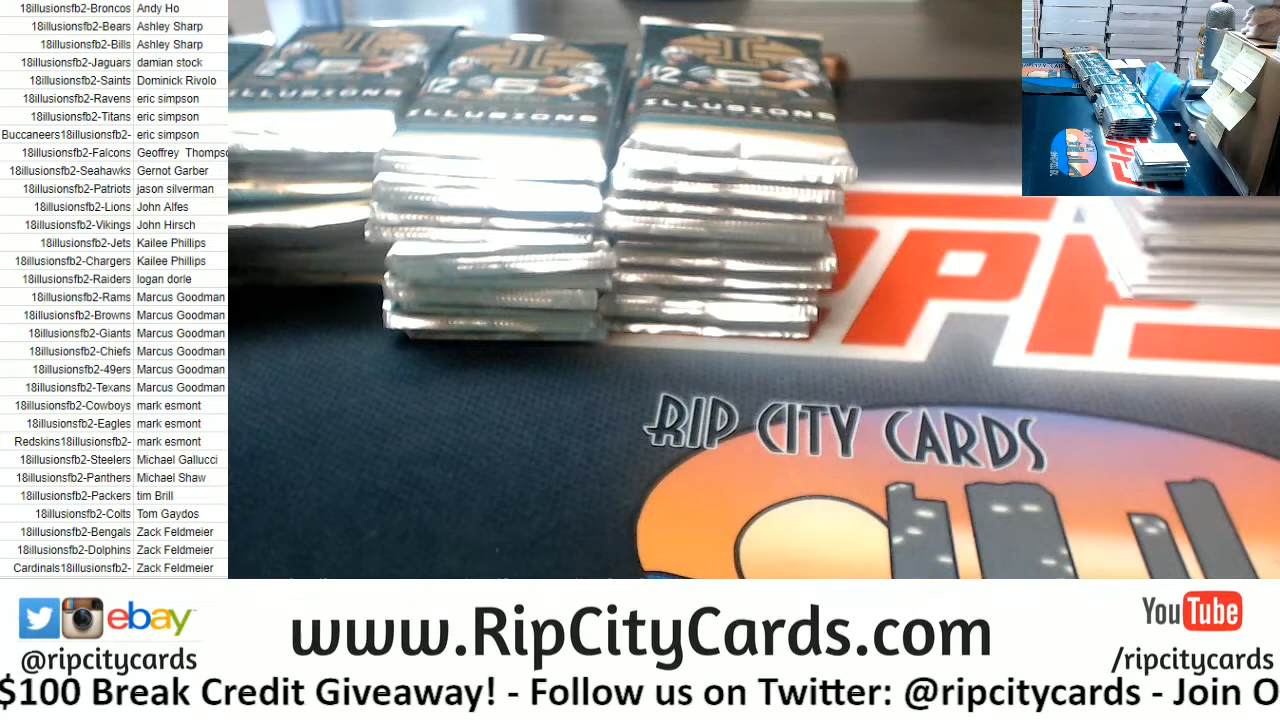 18illusionsfb2-Broncos Andy Ho
18illusionsfb2-Bears Ashley Sharp
18illusionsfb2-Bills Ashley Sharp
18illusionsfb2-Jaguars damian stock
18illusionsfb2-Saints Dominick Rivolo
18illusionsfb2-Ravens eric simpson
18illusionsfb2-Titans eric simpson
Buccaneers18illusionsfb2- eric simpson
18illusionsfb2-Falcons Geoffrey Thompso
18illusionsfb2-Seahawks Gernot Garber
18illusionsfb2-Patriots jason silverman
18illusionsfb2-Lions John Alfes
18illusionsfb2-Vikings John Hirsch
18illusionsfb2-Jets Kailee Phillips
18illusionsfb2-Chargers Kailee Phillips
18illusionsfb2-Raiders logan dorle
18illusionsfb2-Rams Marcus Goodman
18illusionsfb2-Browns Marcus Goodman
18illusionsfb2-Giants Marcus Goodman
18illusionsfb2-Chiefs Marcus Goodman
18illusionsfb2-49ers Marcus Goodman
18illusionsfb2-Texans Marcus Goodman
18illusionsfb2-Cowboys mark esmont
18illusionsfb2-Eagles mark esmont
Redskins18illusionsfb2- mark esmont
18illusionsfb2-Steelers Michael Gallucci
18illusionsfb2-Panthers Michael Shaw
18illusionsfb2-Packers tim Brill
18illusionsfb2-Colts Tom Gaydos
18illusionsfb2-Bengals Zack Feldmeier
18illusionsfb2-Dolphins Zack Feldmeier
Cardinals18illusionsfb2- Zack Feldmeier
ILLUSIONS
12 ILLUSIONS
12 ILLUSIONS
RIP CITY CARDS
ebay
@ripcitycards
www.RipCityCards.com
YouTube
/ripcitycards
$100 Break Credit Giveaway! - Follow us on Twitter: @ripcitycards - Join O